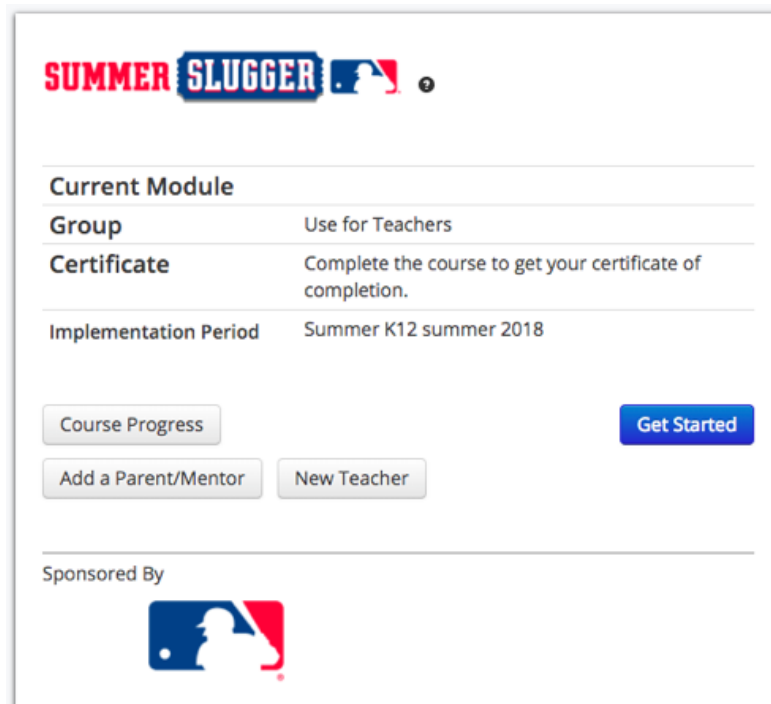 SUMMER SLUGGER ?
Current Module
Group Use for Teachers
Certificate Complete the course to get your certificate of
completion.
Implementation Period Summer K12 summer 2018
Course Progress Get Started
Add a Parent/Mentor New Teacher
Sponsored By